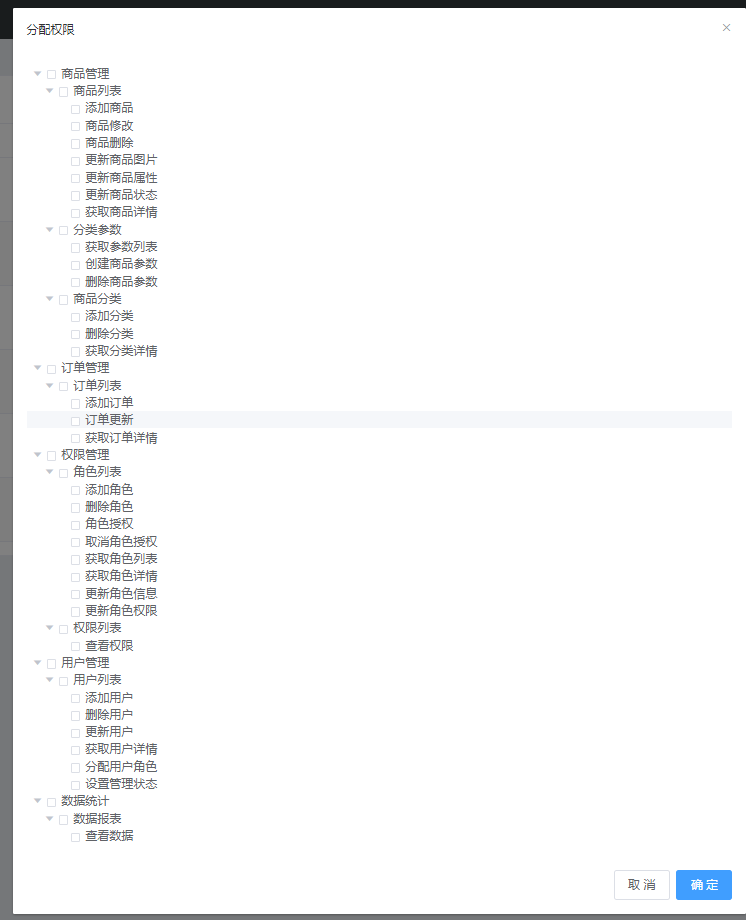 分配权限
商品管理
商品列表
添加商品
商品修改
商品删除
更新商品图片
更新商品属性
更新商品状态
获取商品详情
分类参数
获取参数列表
创建商品参数
删除商品参数
商品分类
添加分类
删除分类
获取分类详情
订单管理
订单列表
添加订单
订单更新
获取订单详情
权限管理
角色列表
添加角色
删除角色
角色授权
取消角色授权
获取角色列表
获取角色详情
更新角色信息
更新角色权限
权限列表
查看权限
用户管理
用户列表
添加用户
删除用户
更新用户
获取用户详情
分配用户角色
设置管理状态
数据统计
数据报表
查看数据
取消 确定